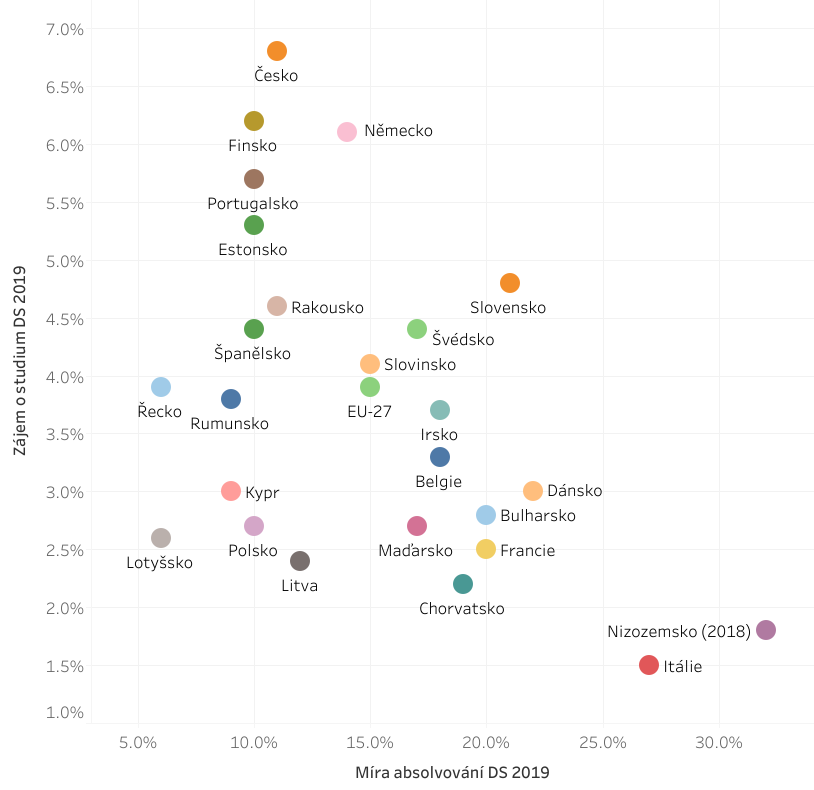 7.0%
Česko
6.5%
Finsko
Německo
6.0%
Portugalsko
5.5%
Estonsko
5.0%
Slovensko
Rakousko
4.5%
Švédsko
Španělsko
Slovinsko
4.0%
Řecko
EU-27
Rumunsko
3.5%
Irsko
Belgie
3.0%
Kypr
Dánsko
Bulharsko
2.5%
Polsko
Maďarsko
Francie
Lotyšsko
Litva
2.0%
Chorvatsko
Nizozemsko (2018)
1.5%
Itálie
1.0%
Zájem o studium DS 2019
5.0% 10.0% 15.0% 20.0% 25.0% 30.0%
Míra absolvování DS 2019